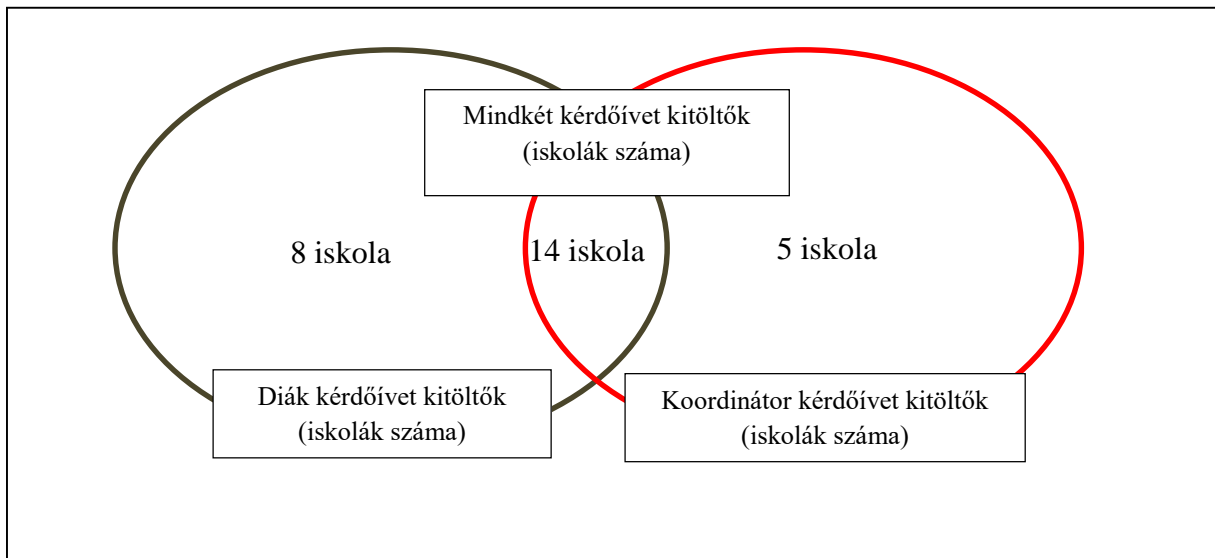 Mindkét kérdőívet kitöltők
(iskolák száma)
8 iskola
14 iskola
5 iskola
Diák kérdőívet kitöltők
(iskolák száma)
Koordinátor kérdőívet kitöltők
(iskolák száma)